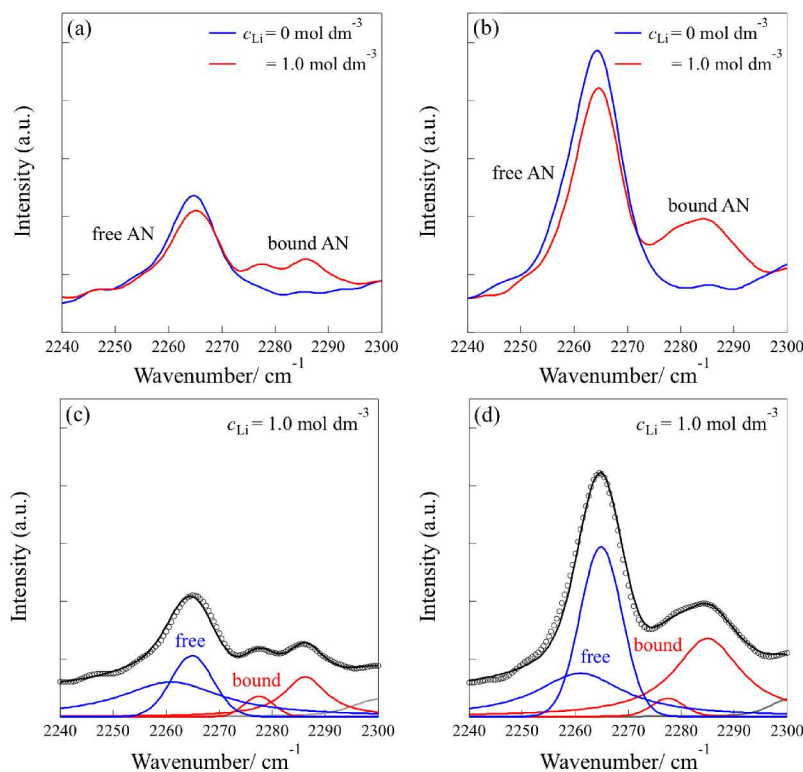 (a)
c_Li = 0 mol dm⁻³
= 1.0 mol dm⁻³
free AN
bound AN
Intensity (a.u.)
2240 2250 2260 2270 2280 2290 2300
Wavenumber/ cm⁻¹
(b)
c_Li = 0 mol dm⁻³
= 1.0 mol dm⁻³
free AN
bound AN
Intensity (a.u.)
2240 2250 2260 2270 2280 2290 2300
Wavenumber/ cm⁻¹
(c)
c_Li = 1.0 mol dm⁻³
free
bound
Intensity (a.u.)
2240 2250 2260 2270 2280 2290 2300
Wavenumber/ cm⁻¹
(d)
c_Li = 1.0 mol dm⁻³
free
bound
Intensity (a.u.)
2240 2250 2260 2270 2280 2290 2300
Wavenumber/ cm⁻¹